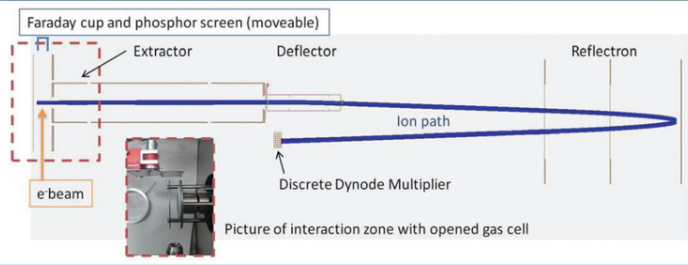 Faraday cup and phosphor screen (moveable)
Extractor
Deflector
Reflectron
Ion path
Discrete Dynode Multiplier
e⁻beam
Picture of interaction zone with opened gas cell